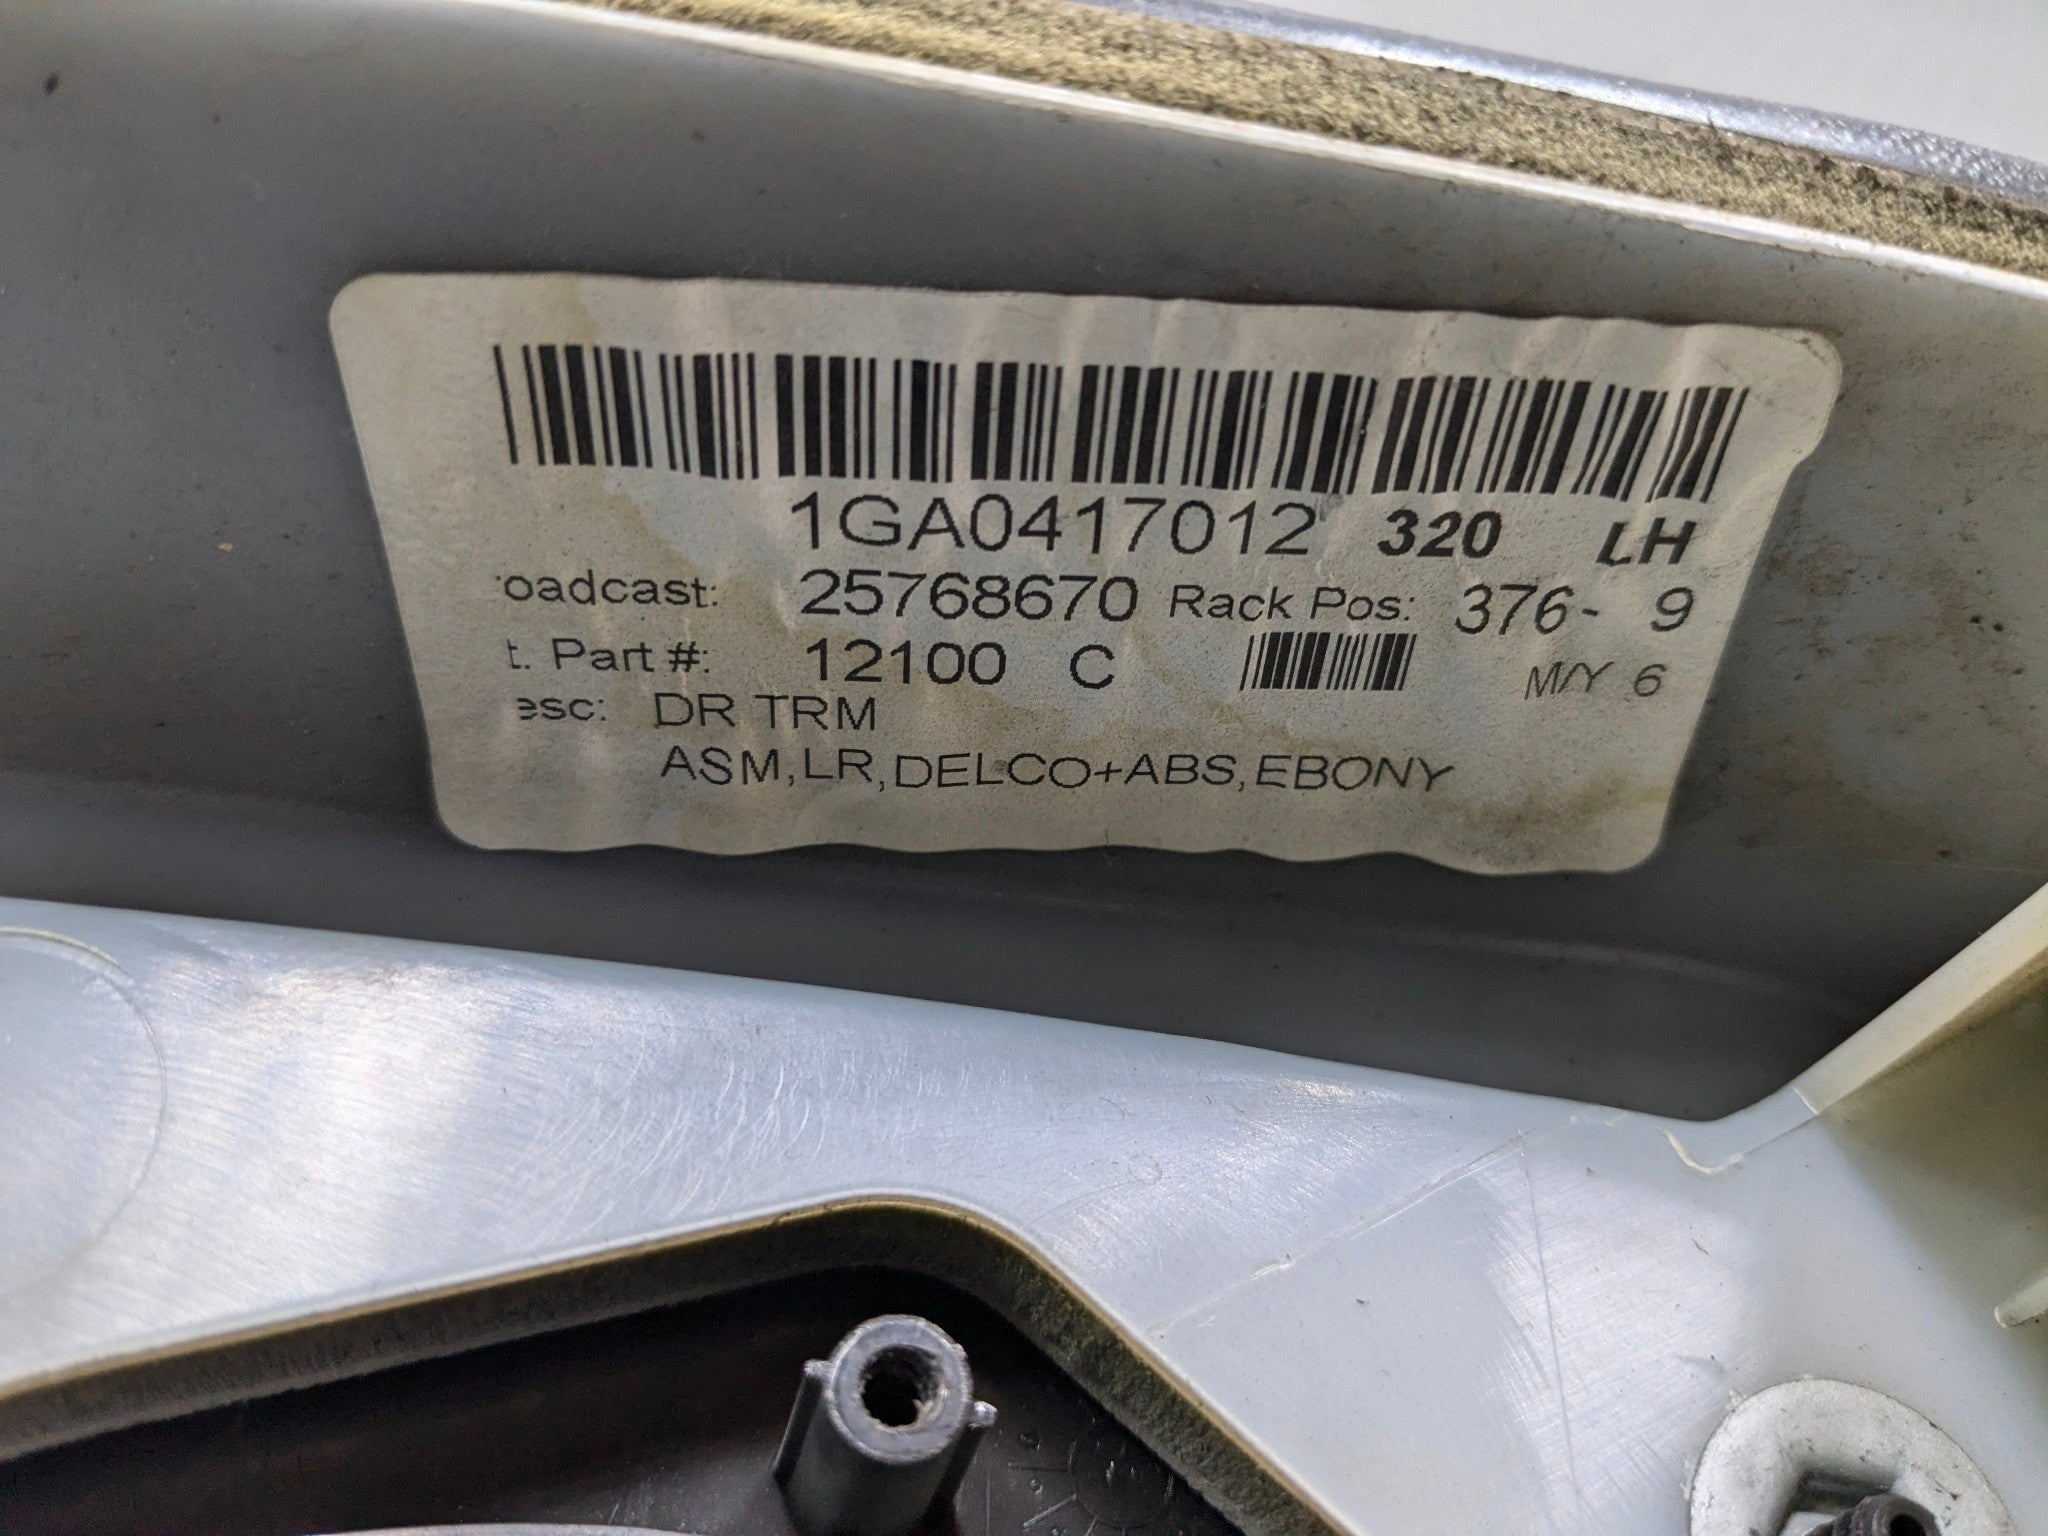 1GA0417012 320 LH
oadcast: 25768670 Rack Pos: 376- 9
t. Part #: 12100 C M/Y 6
esc: DR TRM
ASM,LR,DELCO+ABS,EBONY